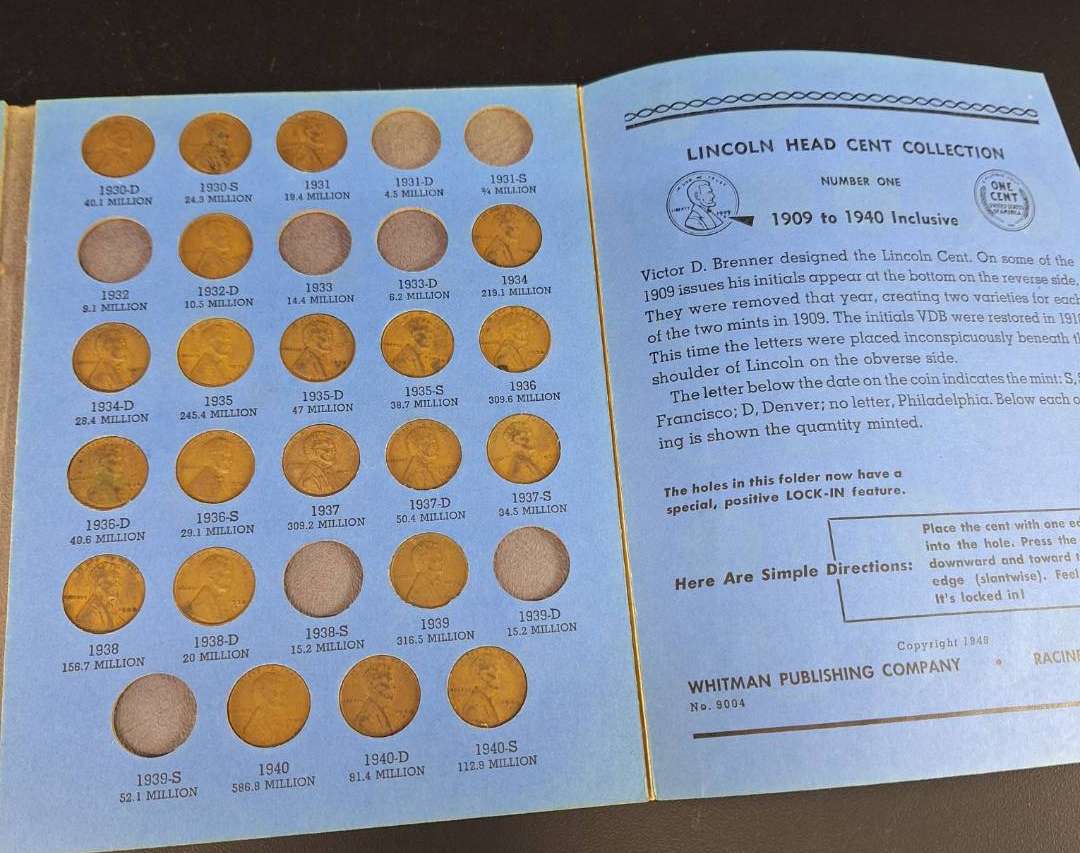 1930-D
40.1 MILLION
1930-S
24.3 MILLION
1931
19.4 MILLION
1931-D
4.5 MILLION
1931-S
¾ MILLION
1932
9.1 MILLION
1932-D
10.5 MILLION
1933
14.4 MILLION
1933-D
6.2 MILLION
1934
219.1 MILLION
1934-D
28.4 MILLION
1935
245.4 MILLION
1935-D
47 MILLION
1935-S
38.7 MILLION
1936
309.6 MILLION
1936-D
40.6 MILLION
1936-S
29.1 MILLION
1937
309.2 MILLION
1937-D
50.4 MILLION
1937-S
34.5 MILLION
1938
156.7 MILLION
1938-D
20 MILLION
1938-S
15.2 MILLION
1939
316.5 MILLION
1939-D
15.2 MILLION
1939-S
52.1 MILLION
1940
586.8 MILLION
1940-D
81.4 MILLION
1940-S
112.9 MILLION
LINCOLN HEAD CENT COLLECTION
NUMBER ONE
1909 to 1940 Inclusive
ONE
CENT
Victor D. Brenner designed the Lincoln Cent. On some of the
1909 issues his initials appear at the bottom on the reverse side,
They were removed that year, creating two varieties for each
of the two mints in 1909. The initials VDB were restored in 191
This time the letters were placed inconspicuously beneath
shoulder of Lincoln on the obverse side.
The letter below the date on the coin indicates the mint: S,
Francisco; D, Denver; no letter, Philadelphia. Below each
ing is shown the quantity minted.
The holes in this folder now have a
special, positive LOCK-IN feature.
Here Are Simple Directions:
Place the cent with one
into the hole. Press the
downward and toward
edge (slantwise). Feel
It's locked in!
Copyright 1948
WHITMAN PUBLISHING COMPANY • RACINE
No. 9004